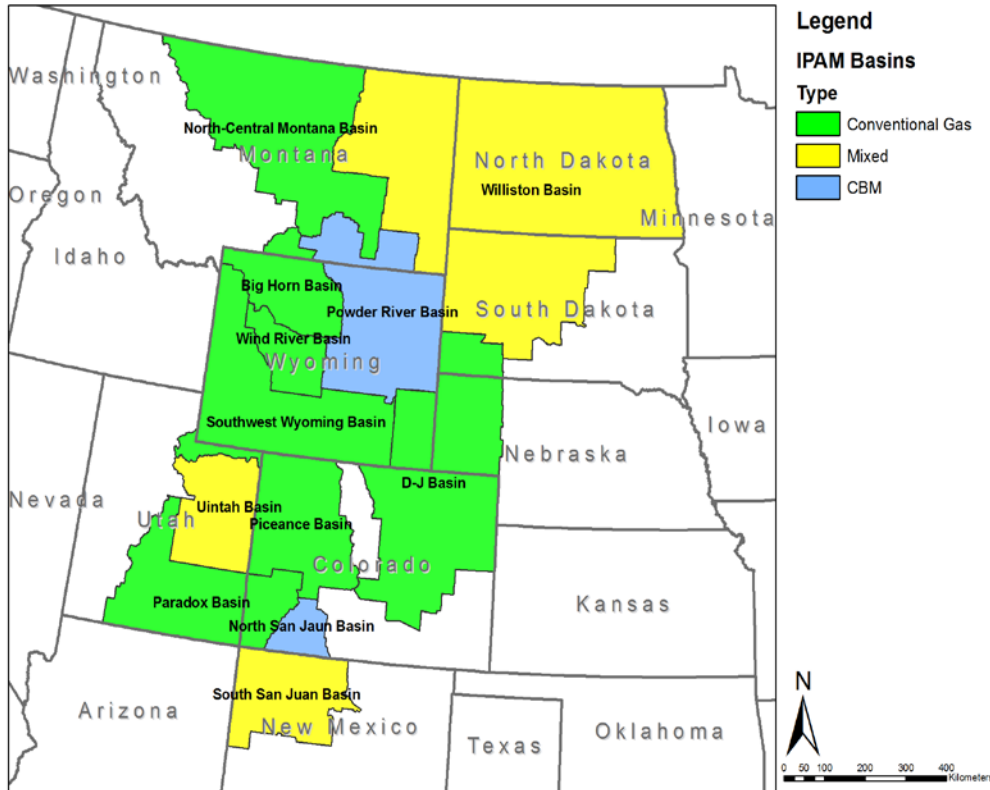 Legend
IPAM Basins
Type
Conventional Gas
Mixed
CBM
Washington
North-Central Montana Basin
Montana
North Dakota
Williston Basin
Oregon
Minnesota
Idaho
Big Horn Basin
Powder River Basin
South Dakota
Wind River Basin
Wyoming
Southwest Wyoming Basin
Iowa
Nebraska
D-J Basin
Nevada
Uintah Basin
Utah
Piceance Basin
Colorado
Paradox Basin
Kansas
North San Jaun Basin
South San Juan Basin
Arizona
New Mexico
Texas
Oklahoma
N
0 50 100 200 300 400
Kilometers